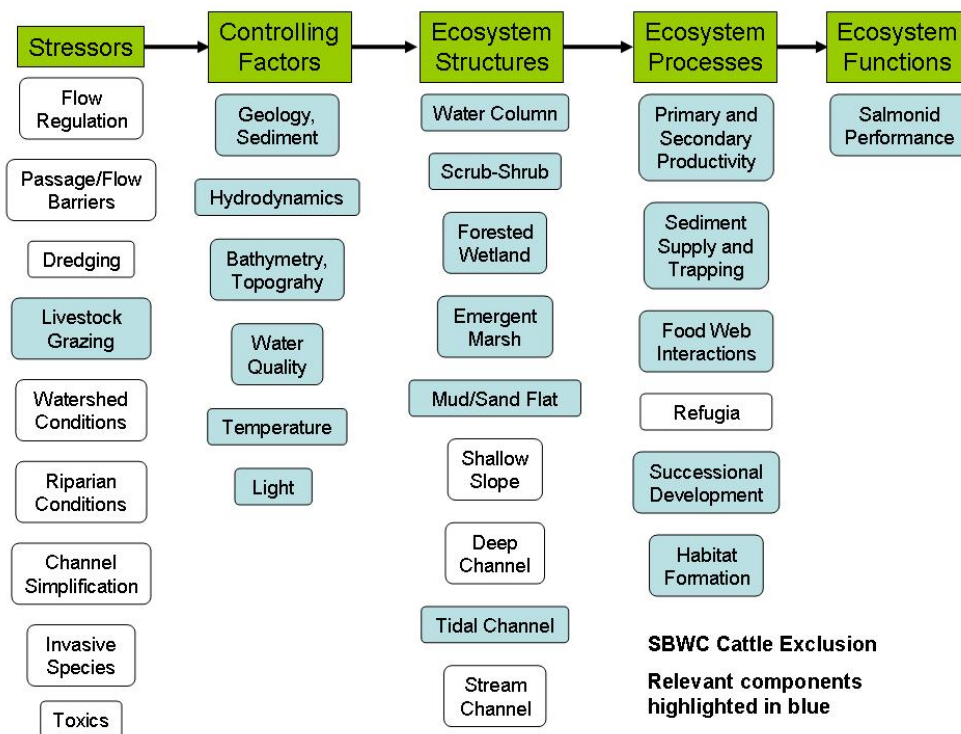 Stressors
Controlling
Factors
Ecosystem
Structures
Ecosystem
Processes
Ecosystem
Functions
Flow
Regulation
Passage/Flow
Barriers
Dredging
Livestock
Grazing
Watershed
Conditions
Riparian
Conditions
Channel
Simplification
Invasive
Species
Toxics
Geology,
Sediment
Hydrodynamics
Bathymetry,
Topograhy
Water
Quality
Temperature
Light
Water Column
Scrub-Shrub
Forested
Wetland
Emergent
Marsh
Mud/Sand Flat
Shallow
Slope
Deep
Channel
Tidal Channel
Stream
Channel
Primary and
Secondary
Productivity
Sediment
Supply and
Trapping
Food Web
Interactions
Refugia
Successional
Development
Habitat
Formation
Salmonid
Performance
SBWC Cattle Exclusion
Relevant components
highlighted in blue